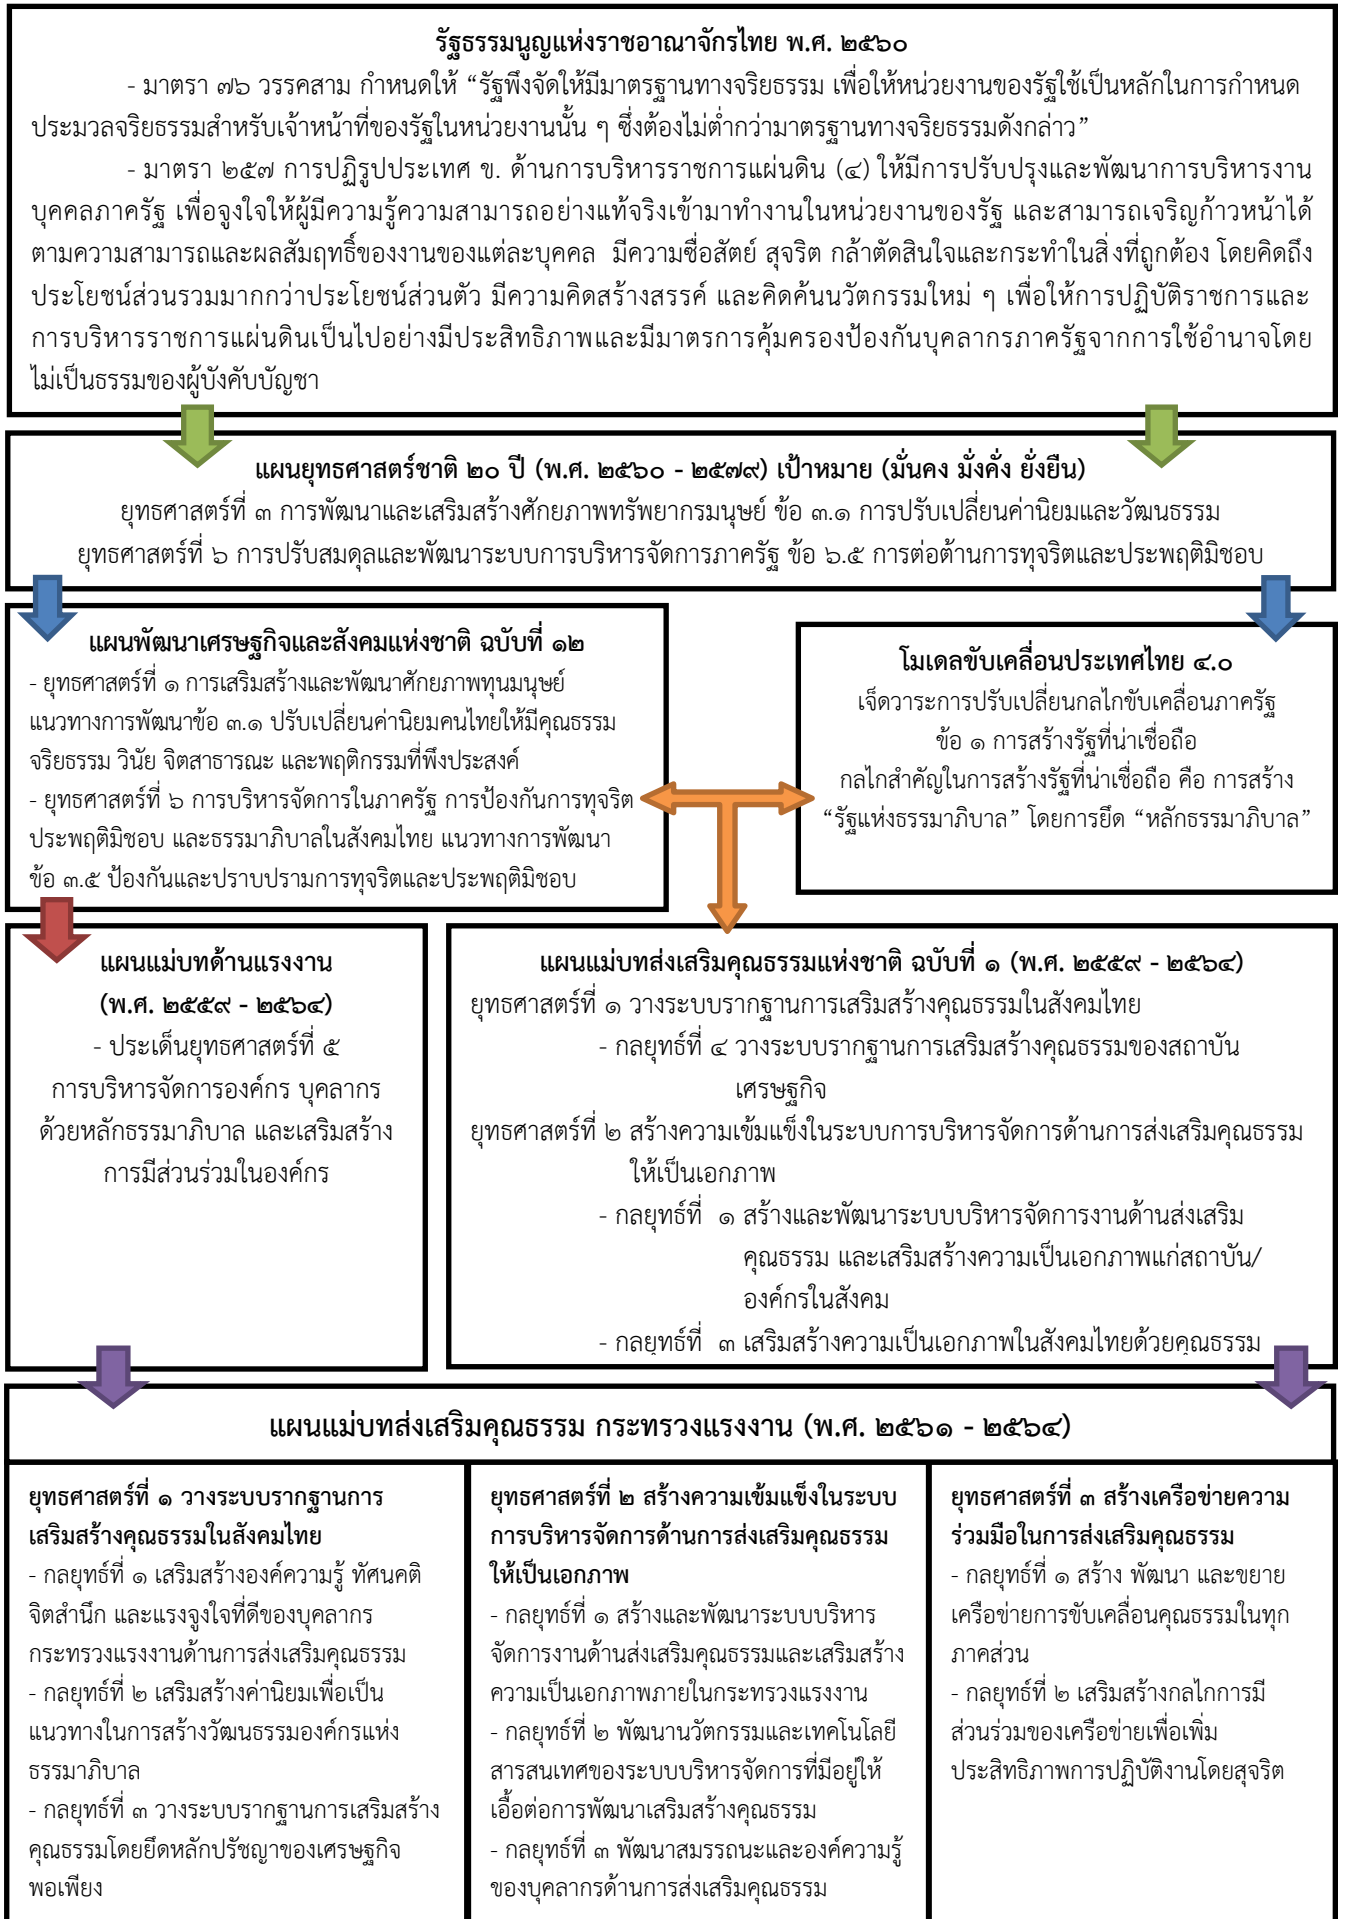 รัฐธรรมนูญแห่งราชอาณาจักรไทย พ.ศ. ๒๕๖๐
- มาตรา ๗๖ วรรคสาม กำหนดให้ “รัฐพึงจัดให้มีมาตรฐานทางจริยธรรม เพื่อให้หน่วยงานของรัฐใช้เป็นหลักในการกำหนด
ประมวลจริยธรรมสำหรับเจ้าหน้าที่ของรัฐในหน่วยงานนั้น ๆ ซึ่งต้องไม่ต่ำกว่ามาตรฐานทางจริยธรรมดังกล่าว”
- มาตรา ๒๕๗ การปฏิรูปประเทศ ข. ด้านการบริหารราชการแผ่นดิน (๔) ให้มีการปรับปรุงและพัฒนาการบริหารงาน
บุคคลภาครัฐ เพื่อจูงใจให้ผู้มีความรู้ความสามารถอย่างแท้จริงเข้ามาทำงานในหน่วยงานของรัฐ และสามารถเจริญก้าวหน้าได้
ตามความสามารถและผลสัมฤทธิ์ของงานของแต่ละบุคคล มีความซื่อสัตย์ สุจริต กล้าตัดสินใจและกระทำในสิ่งที่ถูกต้อง โดยคิดถึง
ประโยชน์ส่วนรวมมากกว่าประโยชน์ส่วนตัว มีความคิดสร้างสรรค์ และคิดค้นนวัตกรรมใหม่ ๆ เพื่อให้การปฏิบัติราชการและ
การบริหารราชการแผ่นดินเป็นไปอย่างมีประสิทธิภาพและมีมาตรการคุ้มครองป้องกันบุคลากรภาครัฐจากการใช้อำนาจโดย
ไม่เป็นธรรมของผู้บังคับบัญชา
แผนยุทธศาสตร์ชาติ ๒๐ ปี (พ.ศ. ๒๕๖๐ - ๒๕๗๙) เป้าหมาย (มั่นคง มั่งคั่ง ยั่งยืน)
ยุทธศาสตร์ที่ ๓ การพัฒนาและเสริมสร้างศักยภาพทรัพยากรมนุษย์ ข้อ ๓.๑ การปรับเปลี่ยนค่านิยมและวัฒนธรรม
ยุทธศาสตร์ที่ ๖ การปรับสมดุลและพัฒนาระบบการบริหารจัดการภาครัฐ ข้อ ๖.๕ การต่อต้านการทุจริตและประพฤติมิชอบ
แผนพัฒนาเศรษฐกิจและสังคมแห่งชาติ ฉบับที่ ๑๒
- ยุทธศาสตร์ที่ ๑ การเสริมสร้างและพัฒนาศักยภาพทุนมนุษย์
แนวทางการพัฒนาข้อ ๓.๑ ปรับเปลี่ยนค่านิยมคนไทยให้มีคุณธรรม
จริยธรรม วินัย จิตสาธารณะ และพฤติกรรมที่พึงประสงค์
- ยุทธศาสตร์ที่ ๖ การบริหารจัดการในภาครัฐ การป้องกันการทุจริต
ประพฤติมิชอบ และธรรมาภิบาลในสังคมไทย แนวทางการพัฒนา
ข้อ ๓.๕ ป้องกันและปราบปรามการทุจริตและประพฤติมิชอบ
โมเดลขับเคลื่อนประเทศไทย ๔.๐
เจ็ดวาระการปรับเปลี่ยนกลไกขับเคลื่อนภาครัฐ
ข้อ ๑ การสร้างรัฐที่น่าเชื่อถือ
กลไกสำคัญในการสร้างรัฐที่น่าเชื่อถือ คือ การสร้าง
“รัฐแห่งธรรมาภิบาล” โดยการยึด “หลักธรรมาภิบาล”
แผนแม่บทด้านแรงงาน
(พ.ศ. ๒๕๕๙ - ๒๕๖๔)
- ประเด็นยุทธศาสตร์ที่ ๕
การบริหารจัดการองค์กร บุคลากร
ด้วยหลักธรรมาภิบาล และเสริมสร้าง
การมีส่วนร่วมในองค์กร
แผนแม่บทส่งเสริมคุณธรรมแห่งชาติ ฉบับที่ ๑ (พ.ศ. ๒๕๕๙ - ๒๕๖๔)
ยุทธศาสตร์ที่ ๑ วางระบบรากฐานการเสริมสร้างคุณธรรมในสังคมไทย
- กลยุทธ์ที่ ๔ วางระบบรากฐานการเสริมสร้างคุณธรรมของสถาบัน
เศรษฐกิจ
ยุทธศาสตร์ที่ ๒ สร้างความเข้มแข็งในระบบการบริหารจัดการด้านการส่งเสริมคุณธรรม
ให้เป็นเอกภาพ
- กลยุทธ์ที่ ๑ สร้างและพัฒนาระบบบริหารจัดการงานด้านส่งเสริม
คุณธรรม และเสริมสร้างความเป็นเอกภาพแก่สถาบัน/
องค์กรในสังคม
- กลยุทธ์ที่ ๓ เสริมสร้างความเป็นเอกภาพในสังคมไทยด้วยคุณธรรม
แผนแม่บทส่งเสริมคุณธรรม กระทรวงแรงงาน (พ.ศ. ๒๕๖๑ - ๒๕๖๔)
ยุทธศาสตร์ที่ ๑ วางระบบรากฐานการ
เสริมสร้างคุณธรรมในสังคมไทย
- กลยุทธ์ที่ ๑ เสริมสร้างองค์ความรู้ ทัศนคติ
จิตสำนึก และแรงจูงใจที่ดีของบุคลากร
กระทรวงแรงงานด้านการส่งเสริมคุณธรรม
- กลยุทธ์ที่ ๒ เสริมสร้างค่านิยมเพื่อเป็น
แนวทางในการสร้างวัฒนธรรมองค์กรแห่ง
ธรรมาภิบาล
- กลยุทธ์ที่ ๓ วางระบบรากฐานการเสริมสร้าง
คุณธรรมโดยยึดหลักปรัชญาของเศรษฐกิจ
พอเพียง
ยุทธศาสตร์ที่ ๒ สร้างความเข้มแข็งในระบบ
การบริหารจัดการด้านการส่งเสริมคุณธรรม
ให้เป็นเอกภาพ
- กลยุทธ์ที่ ๑ สร้างและพัฒนาระบบบริหาร
จัดการงานด้านส่งเสริมคุณธรรมและเสริมสร้าง
ความเป็นเอกภาพภายในกระทรวงแรงงาน
- กลยุทธ์ที่ ๒ พัฒนานวัตกรรมและเทคโนโลยี
สารสนเทศของระบบบริหารจัดการที่มีอยู่ให้
เอื้อต่อการพัฒนาเสริมสร้างคุณธรรม
- กลยุทธ์ที่ ๓ พัฒนาสมรรถนะและองค์ความรู้
ของบุคลากรด้านการส่งเสริมคุณธรรม
ยุทธศาสตร์ที่ ๓ สร้างเครือข่ายความ
ร่วมมือในการส่งเสริมคุณธรรม
- กลยุทธ์ที่ ๑ สร้าง พัฒนา และขยาย
เครือข่ายการขับเคลื่อนคุณธรรมในทุก
ภาคส่วน
- กลยุทธ์ที่ ๒ เสริมสร้างกลไกการมี
ส่วนร่วมของเครือข่ายเพื่อเพิ่ม
ประสิทธิภาพการปฏิบัติงานโดยสุจริต